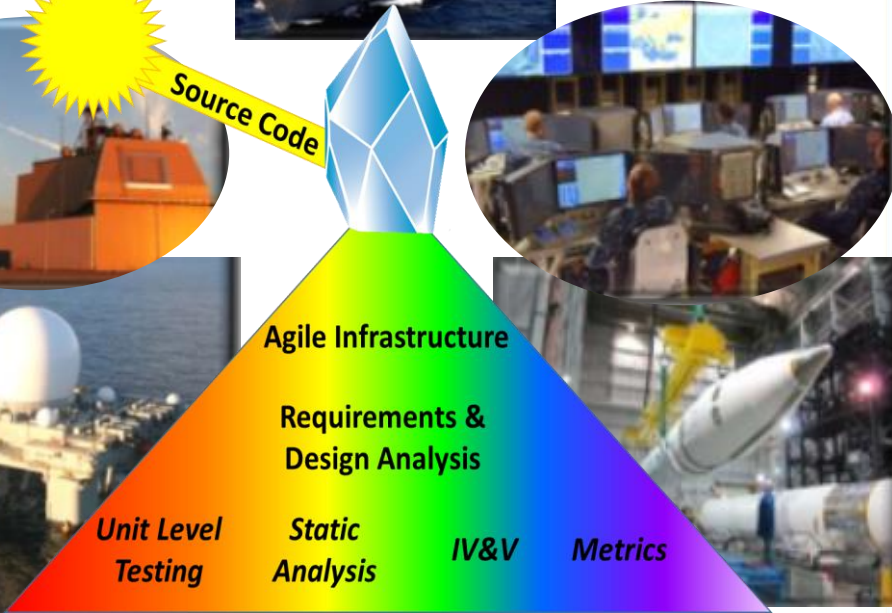 Source Code
Agile Infrastructure
Requirements &
Design Analysis
Unit Level
Testing
Static
Analysis
IV&V
Metrics